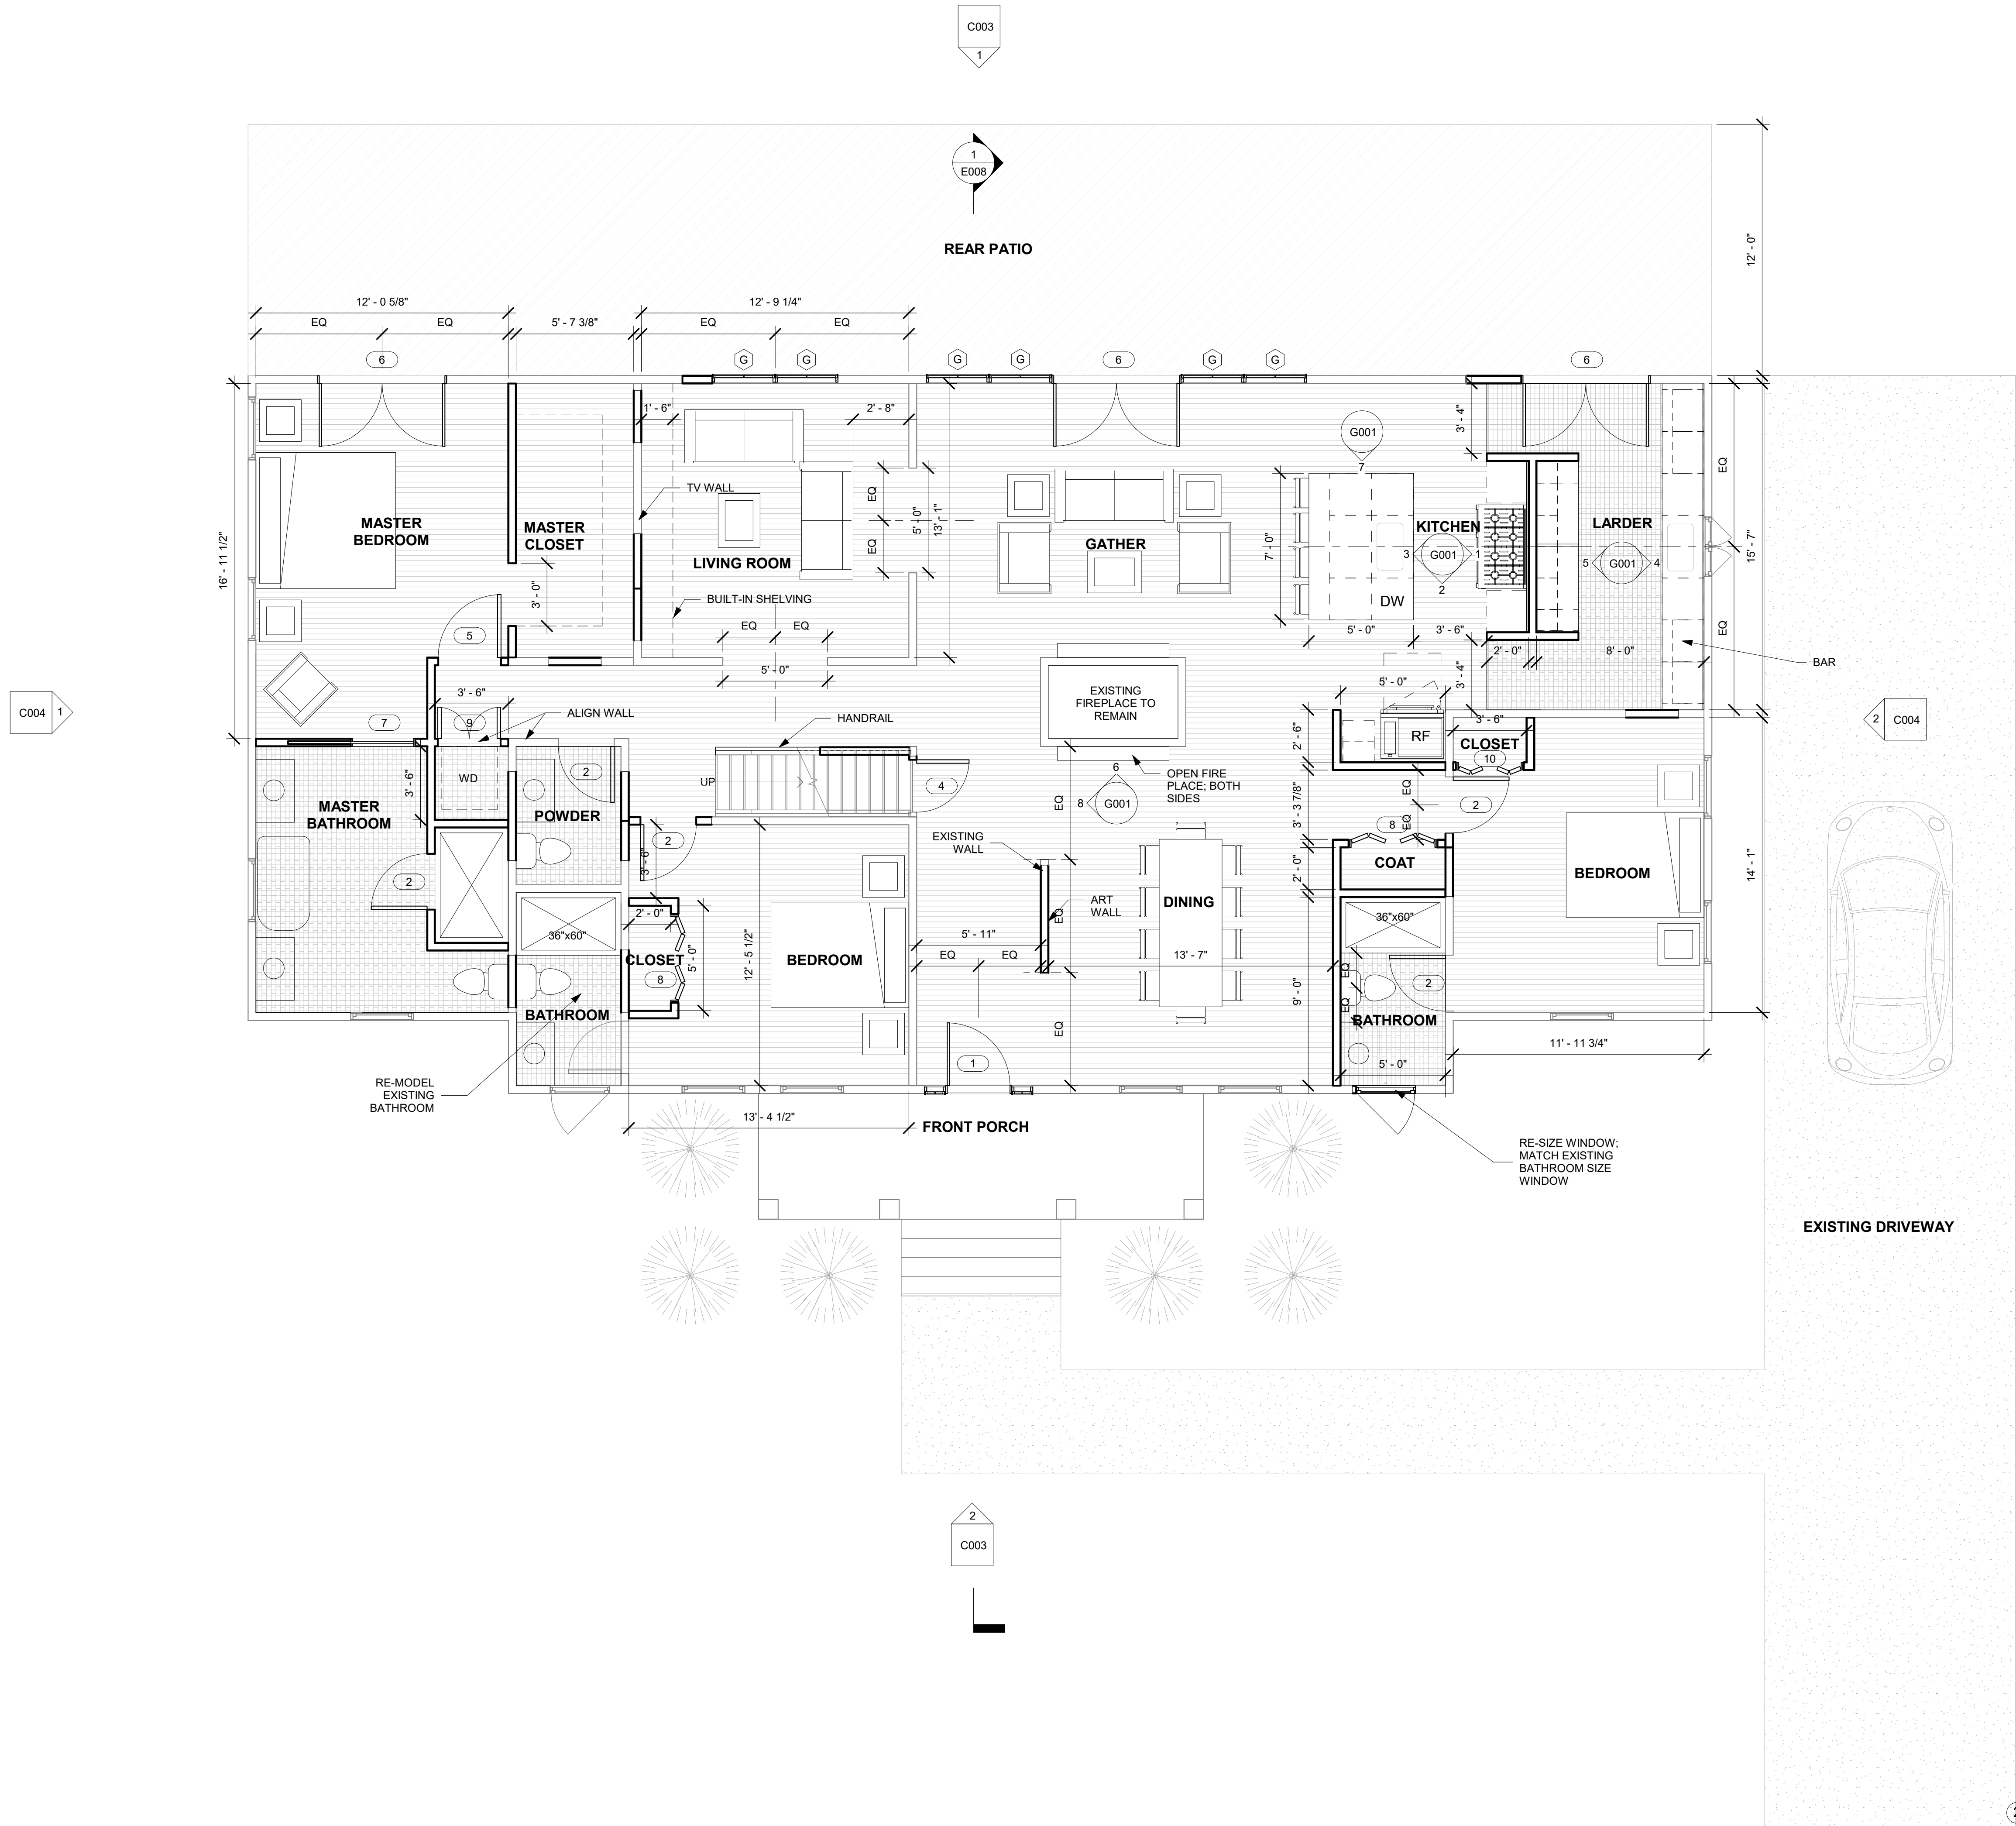 C003
1
1
E008
REAR PATIO
12' - 0"
12' - 0 5/8"
12' - 9 1/4"
EQ
EQ
5' - 7 3/8"
EQ
EQ
6
G
G
G
G
6
G
G
6
1' - 6"
2' - 8"
3' - 4"
G001
7
EQ
TV WALL
EQ
5' - 0"
13' - 1"
EQ
MASTER
BEDROOM
MASTER
CLOSET
LIVING ROOM
GATHER
7' - 0"
KITCHEN
3
G001
1
2
LARDER
5
G001
4
15' - 7"
16' - 11 1/2"
3' - 0"
BUILT-IN SHELVING
DW
EQ
EQ
EQ
5
5' - 0"
3' - 6"
2' - 0"
8' - 0"
BAR
5' - 0"
3' - 4"
5' - 0"
3' - 6"
EXISTING
FIREPLACE TO
REMAIN
C004
1
7
9
ALIGN WALL
HANDRAIL
2' - 6"
RF
3' - 6"
CLOSET
10
2
C004
WD
3' - 6"
2
UP
4
6
8
G001
OPEN FIRE
PLACE; BOTH
SIDES
EQ
3' - 3 7/8"
EQ
EQ
2
8
MASTER
BATHROOM
POWDER
2
3' - 6"
EXISTING
WALL
COAT
2' - 0"
BEDROOM
14' - 1"
2
ART
WALL
EQ
DINING
36"x60"
2' - 0"
36"x60"
CLOSET
8
5' - 0"
12' - 5 1/2"
BEDROOM
5' - 11"
EQ
EQ
13' - 7"
9' - 0"
EQ
EQ
2
BATHROOM
EQ
BATHROOM
1
5' - 0"
11' - 11 3/4"
RE-MODEL
EXISTING
BATHROOM
13' - 4 1/2"
FRONT PORCH
RE-SIZE WINDOW;
MATCH EXISTING
BATHROOM SIZE
WINDOW
EXISTING DRIVEWAY
2
C003